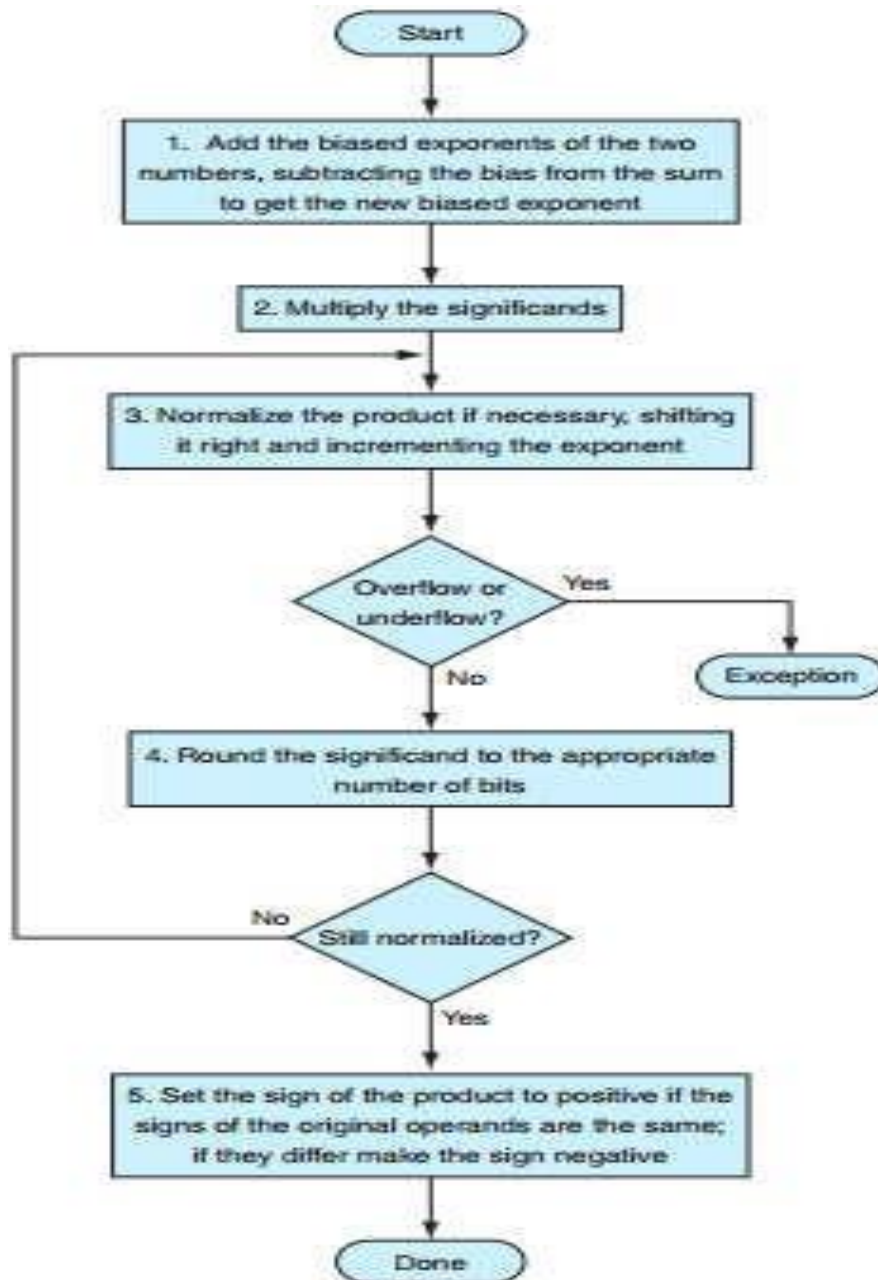 Start
1. Add the biased exponents of the two
numbers, subtracting the bias from the sum
to get the new biased exponent
2. Multiply the significands
3. Normalize the product if necessary, shifting
it right and incrementing the exponent
Overflow or
underflow?
Yes
Exception
No
4. Round the significand to the appropriate
number of bits
No
Still normalized?
Yes
5. Set the sign of the product to positive if the
signs of the original operands are the same;
if they differ make the sign negative
Done